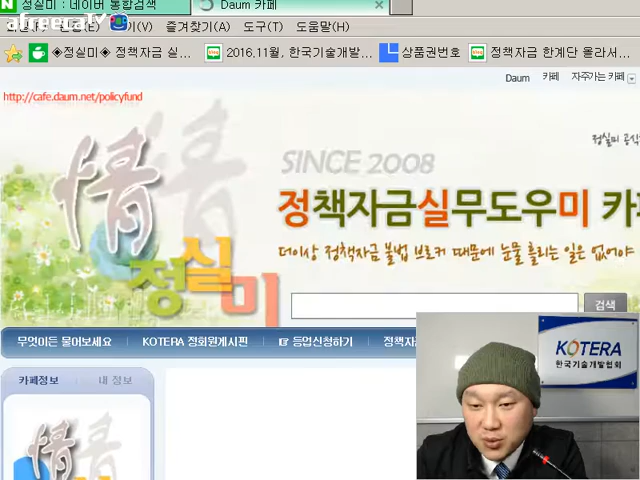 정실미 : 네이버 통합검색
Daum 카페
afreecaTV
즐겨찾기(A) 도구(T) 도움말(H)
◈정실미◈ 정책자금 실...
2016.11월, 한국기술개발...
상품권번호
정책자금 한계단 올라서...
Daum 카페 자주가는 카페
http://cafe.daum.net/policyfund
정실미 공식
SINCE 2008
情
정책자금실무도우미 카페
더이상 정책자금 불법 브로커 때문에 눈물 흘리는 일은 없어야
정실미
검색
무엇이든 물어보세요
KOTERA 정회원게시판
☞ 등업신청하기
정책자
카페정보
내 정보
情
KOTERA
한국기술개발협회